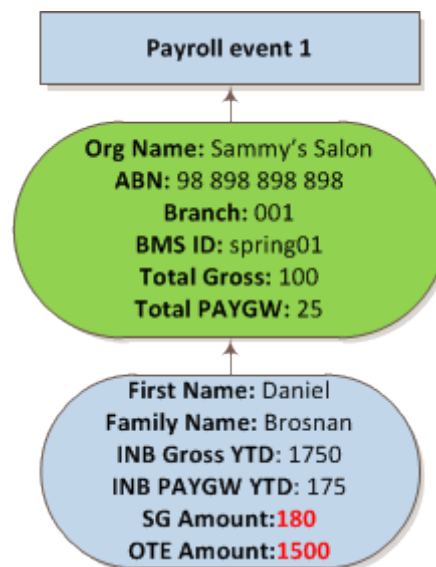 Payroll event 1
Org Name: Sammy's Salon
ABN: 98 898 898 898
Branch: 001
BMS ID: spring01
Total Gross: 100
Total PAYGW: 25
First Name: Daniel
Family Name: Brosnan
INB Gross YTD: 1750
INB PAYGW YTD: 175
SG Amount:180
OTE Amount:1500